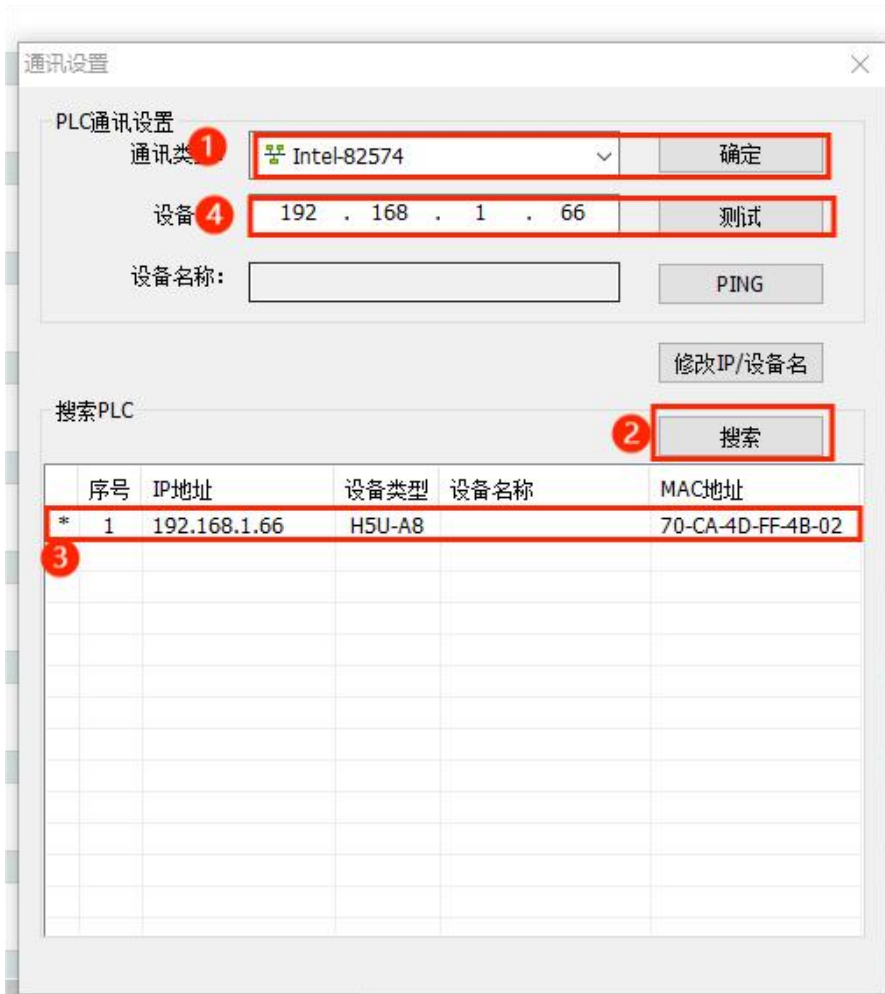 通讯设置
PLC通讯设置
通讯类 1 Intel-82574 确定
设备 4 192 . 168 . 1 . 66 测试
设备名称: PING
修改IP/设备名
搜索PLC
2 搜索
序号 IP地址 设备类型 设备名称 MAC地址
* 1 192.168.1.66 H5U-A8 70-CA-4D-FF-4B-02
3